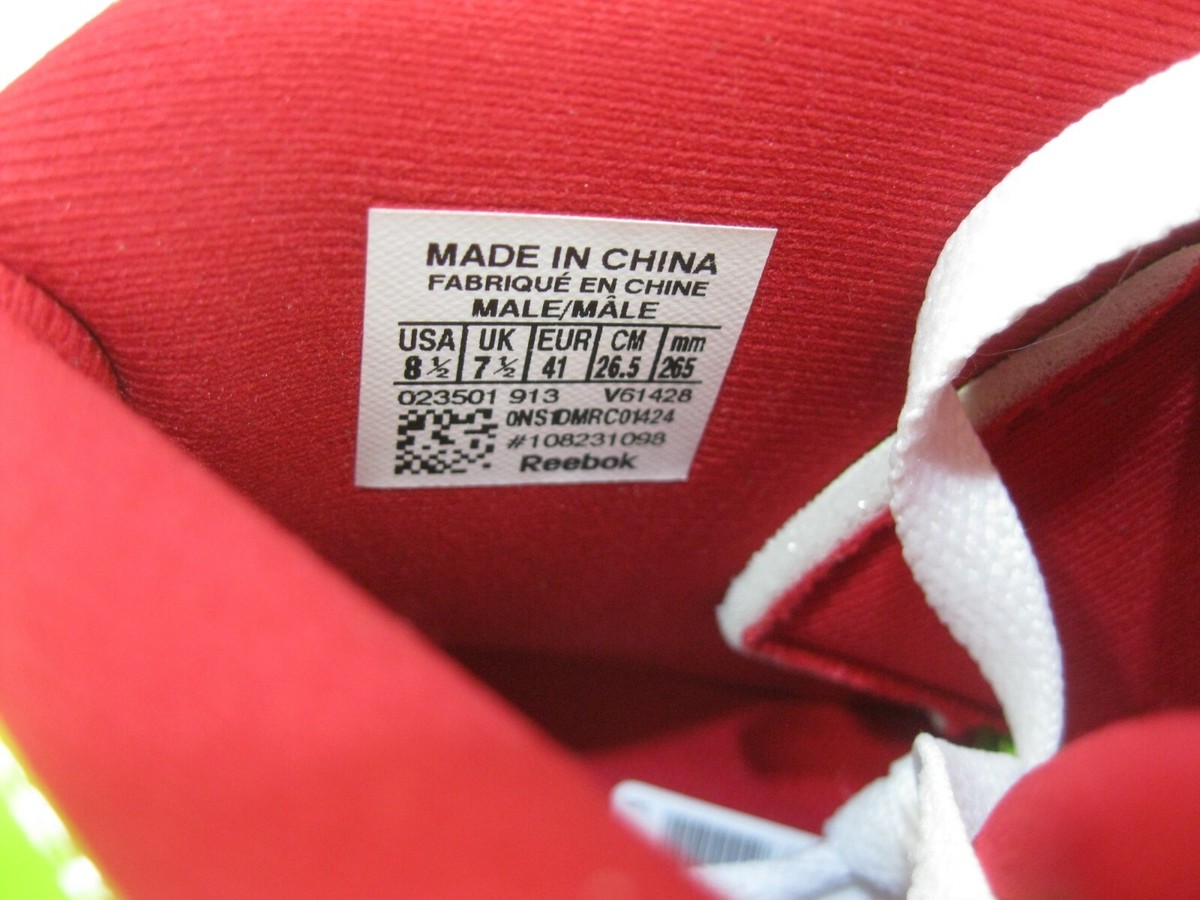 MADE IN CHINA
FABRIQUÉ EN CHINE
MALE/MÂLE
USA UK EUR CM mm
8 ½ 7 ½ 41 26.5 265
023501 913 V61428
0NS1DMRC01424
#108231098
Reebok